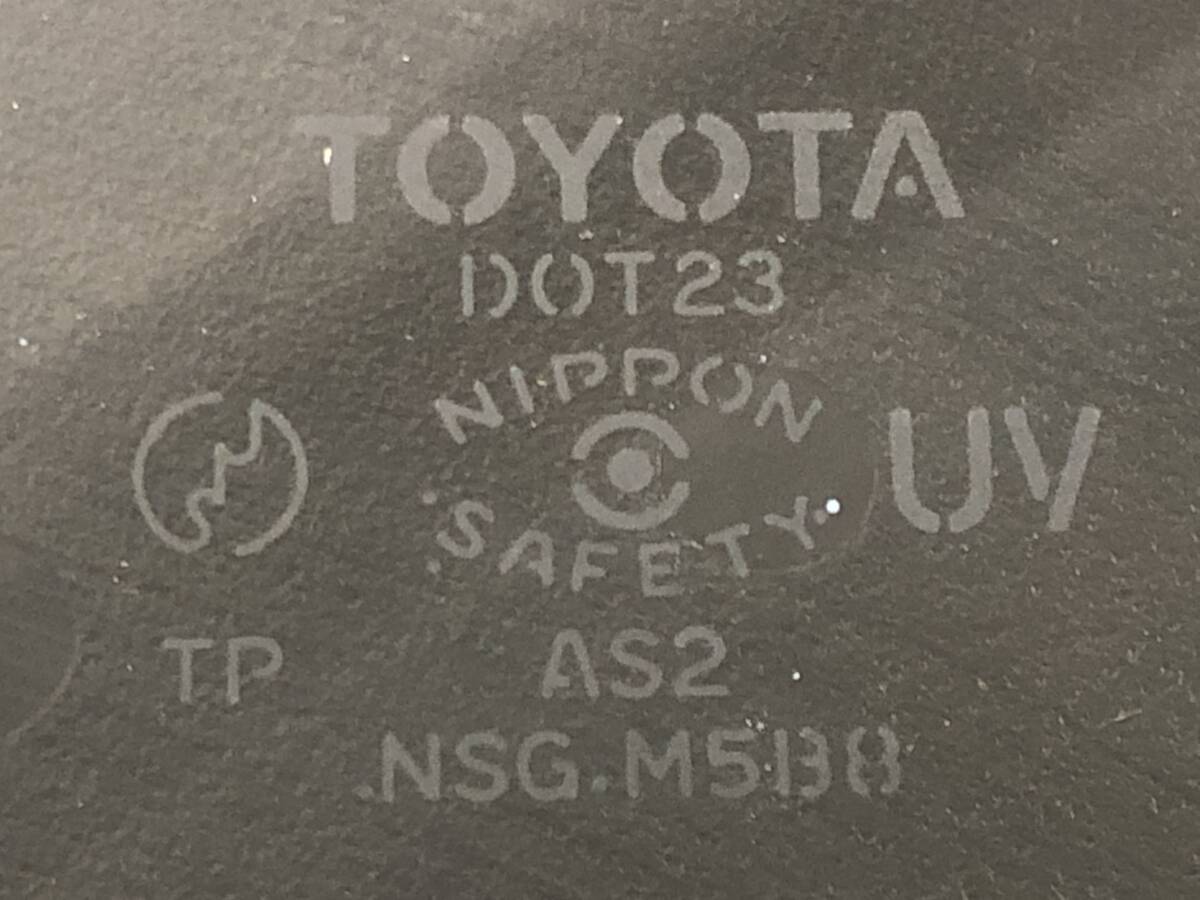 TOYOTA
DOT23
NIPPON
SAFETY
UV
TP
AS2
NSG.M5B8